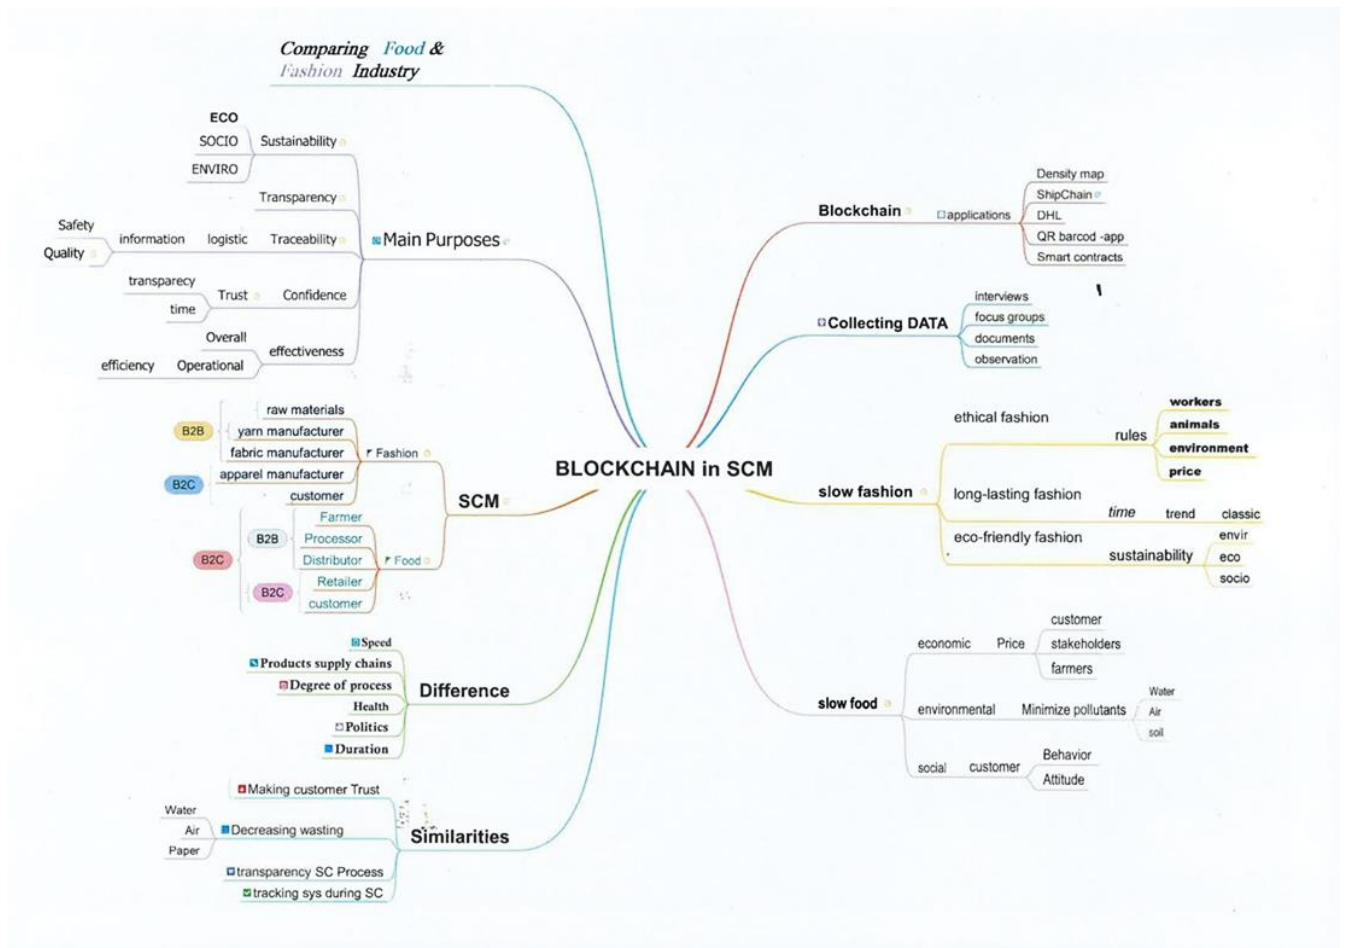 Comparing Food &
Fashion Industry
ECO
SOCIO
ENVIRO
Sustainability
Transparency
Safety
Quality
information logistic Traceability
Main Purposes
transparecy
time
Trust Confidence
Overall
efficiency Operational
effectiveness
B2B
B2C
raw materials
yarn manufacturer
fabric manufacturer
apparel manufacturer
customer
Fashion
SCM
B2C
B2B
B2C
Farmer
Processor
Distributor
Retailer
customer
Food
Speed
Products supply chains
Degree of process
Health
Politics
Duration
Difference
Making customer Trust
Water
Air
Paper
Decreasing wasting
transparency SC Process
tracking sys during SC
Similarities
BLOCKCHAIN in SCM
Blockchain
applications
Density map
ShipChain
DHL
QR barcod -app
Smart contracts
Collecting DATA
interviews
focus groups
documents
observation
slow fashion
ethical fashion
rules
workers
animals
environment
price
long-lasting fashion
time trend classic
eco-friendly fashion
sustainability
envir
eco
socio
slow food
economic Price
customer
stakeholders
farmers
environmental Minimize pollutants
Water
Air
soil
social customer
Behavior
Attitude